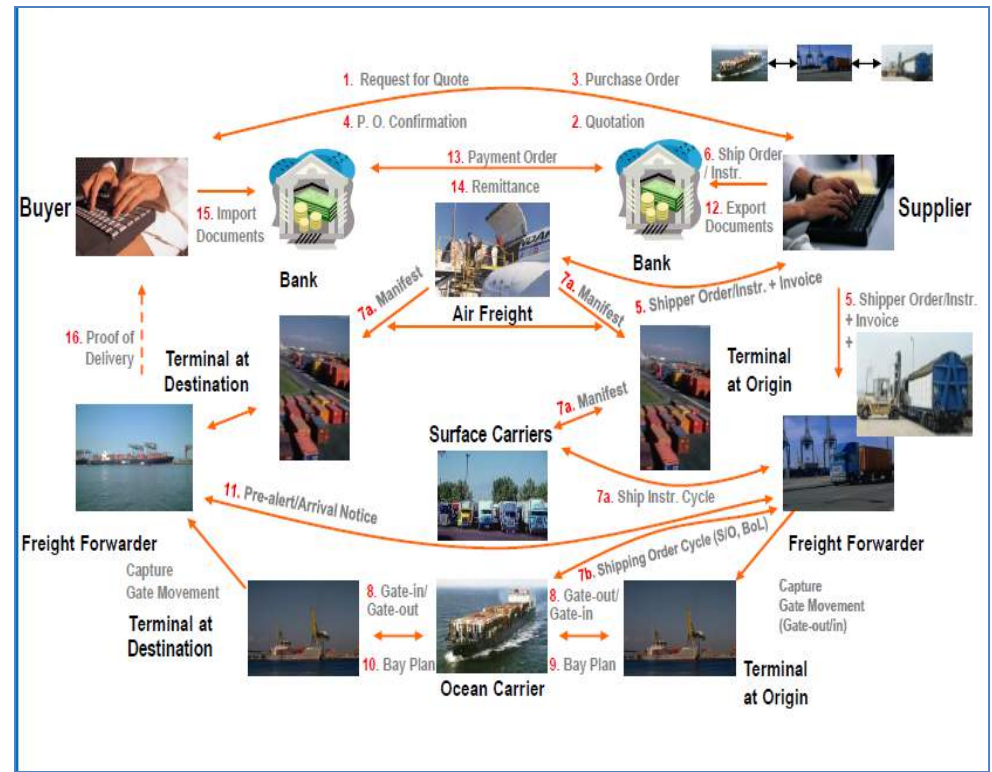 1. Request for Quote
3. Purchase Order
4. P. O. Confirmation
2. Quotation
13. Payment Order
6. Ship Order
/ Instr.
14. Remittance
Buyer
15. Import
Documents
12. Export
Documents
Supplier
Bank
Bank
7a. Manifest
Air Freight
7a. Manifest
5. Shipper Order/Instr. + Invoice
5. Shipper Order/Instr.
+ Invoice
+
16. Proof of
Delivery
Terminal at
Destination
Terminal
at Origin
7a. Manifest
Surface Carriers
11. Pre-alert/Arrival Notice
7a. Ship Instr. Cycle
7b. Shipping Order Cycle (S/O, BoL)
Freight Forwarder
Freight Forwarder
Capture
Gate Movement
8. Gate-in/
Gate-out
8. Gate-out/
Gate-in
Capture
Gate Movement
(Gate-out/in)
Terminal at
Destination
10. Bay Plan
9. Bay Plan
Ocean Carrier
Terminal
at Origin